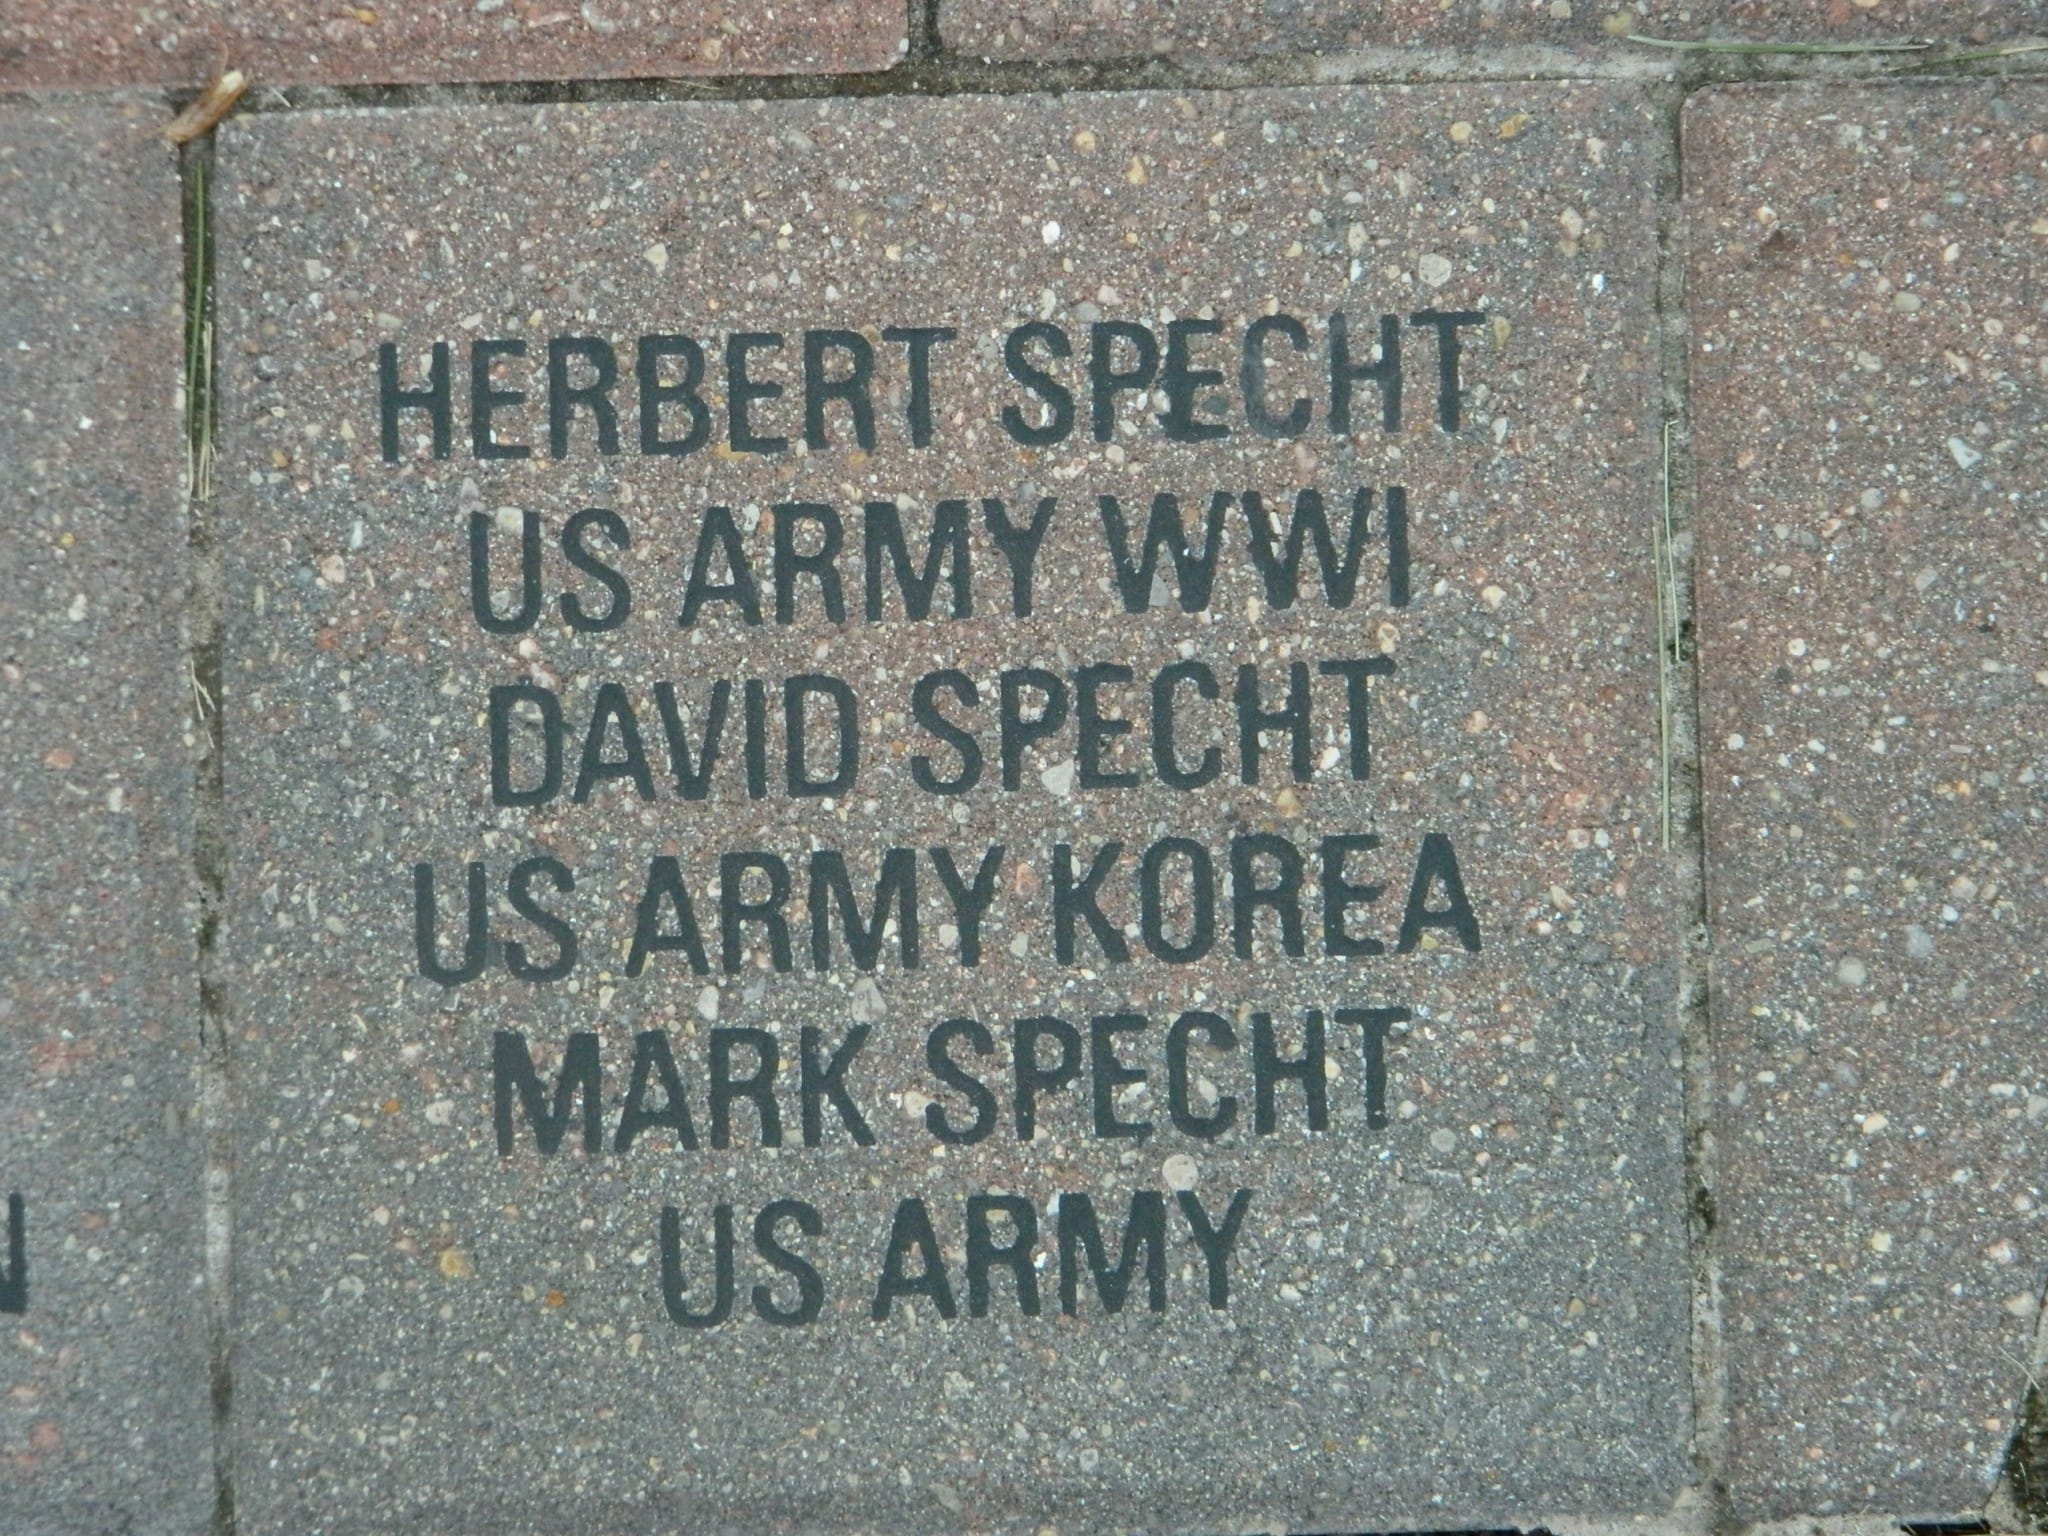 HERBERT SPECHT
US ARMY WWI
DAVID SPECHT
US ARMY KOREA
MARK SPECHT
US ARMY